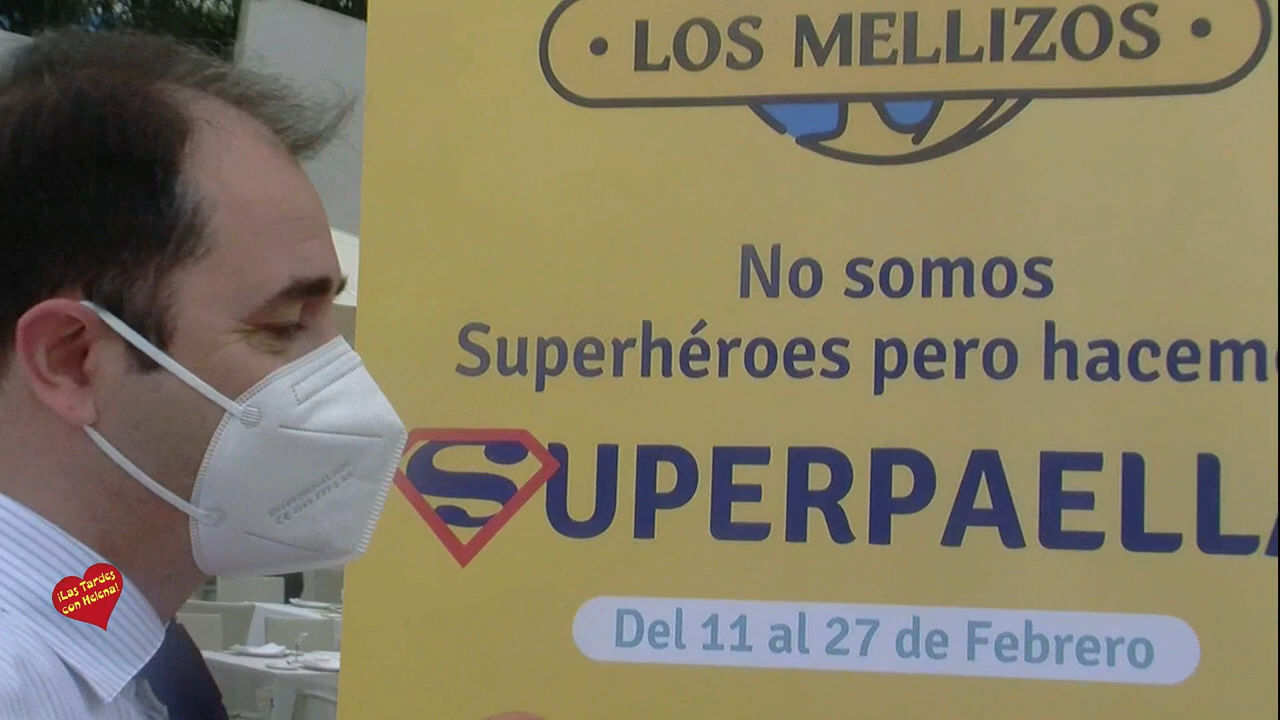 • LOS MELLIZOS •
No somos
Superhéroes pero hacem
SUPERPAELLA
Del 11 al 27 de Febrero
¡Las Tardes
con Helena!